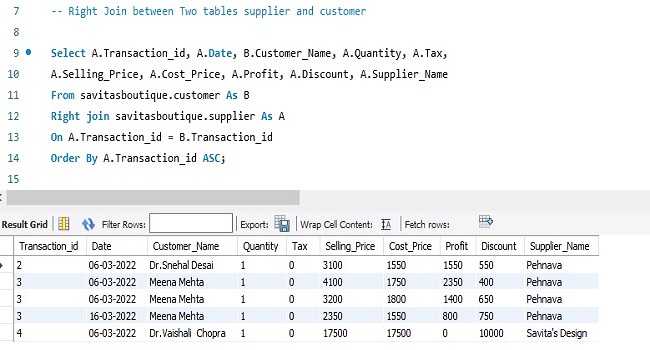 7 -- Right Join between Two tables supplier and customer
8
9 Select A.Transaction_id, A.Date, B.Customer_Name, A.Quantity, A.Tax,
10 A.Selling_Price, A.Cost_Price, A.Profit, A.Discount, A.Supplier_Name
11 From savitasboutique.customer As B
12 Right join savitasboutique.supplier As A
13 On A.Transaction_id = B.Transaction_id
14 Order By A.Transaction_id ASC;
15
Result Grid Filter Rows: Export: Wrap Cell Content: IA Fetch rows:
Transaction_id Date Customer_Name Quantity Tax Selling_Price Cost_Price Profit Discount Supplier_Name
2 06-03-2022 Dr.Snehal Desai 1 0 3100 1550 1550 550 Pehnava
3 06-03-2022 Meena Mehta 1 0 4100 1750 2350 400 Pehnava
3 06-03-2022 Meena Mehta 1 0 3200 1800 1400 650 Pehnava
3 16-03-2022 Meena Mehta 1 0 2350 1550 800 750 Pehnava
4 06-03-2022 Dr.Vaishali Chopra 1 0 17500 17500 0 10000 Savita's Design